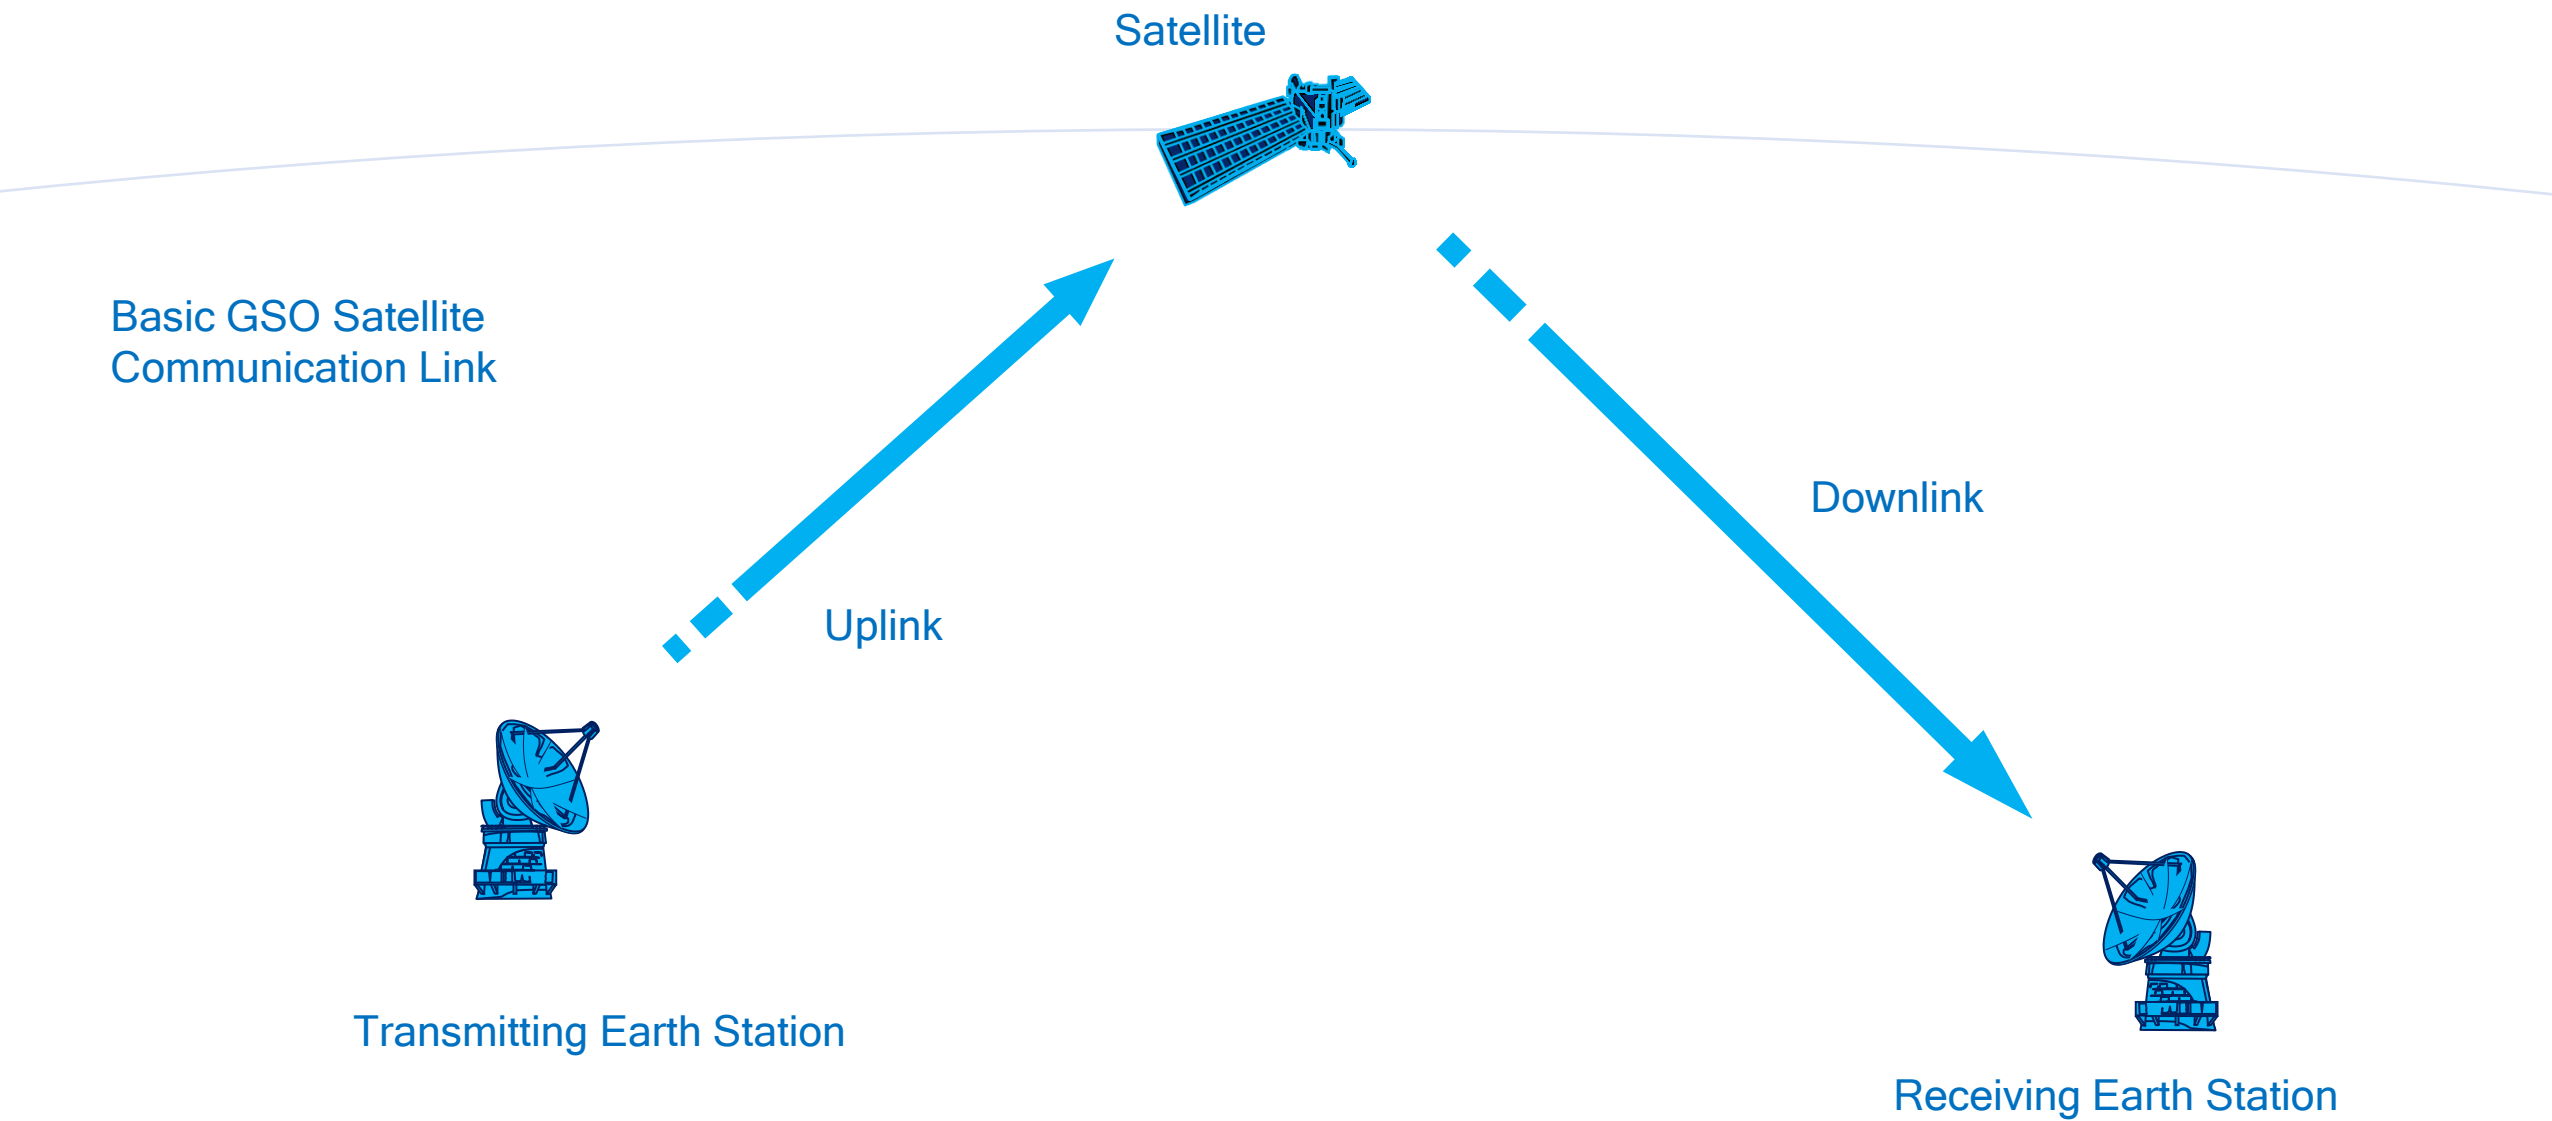 Satellite
Basic GSO Satellite
Communication Link
Downlink
Uplink
Transmitting Earth Station
Receiving Earth Station